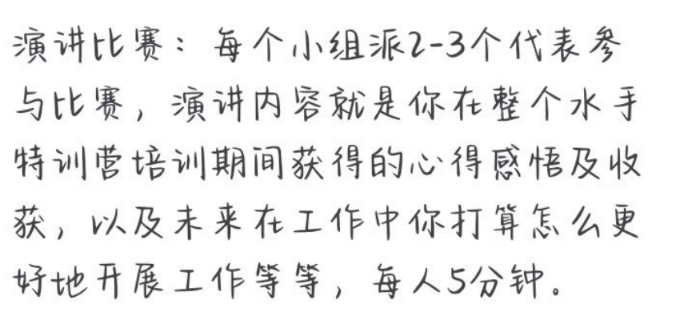 演讲比赛：每个小组派2-3个代表参
与比赛，演讲内容就是你在整个水手
特训营培训期间获得的心得感悟及收
获，以及未来在工作中你打算怎么更
好地开展工作等等，每人5分钟。